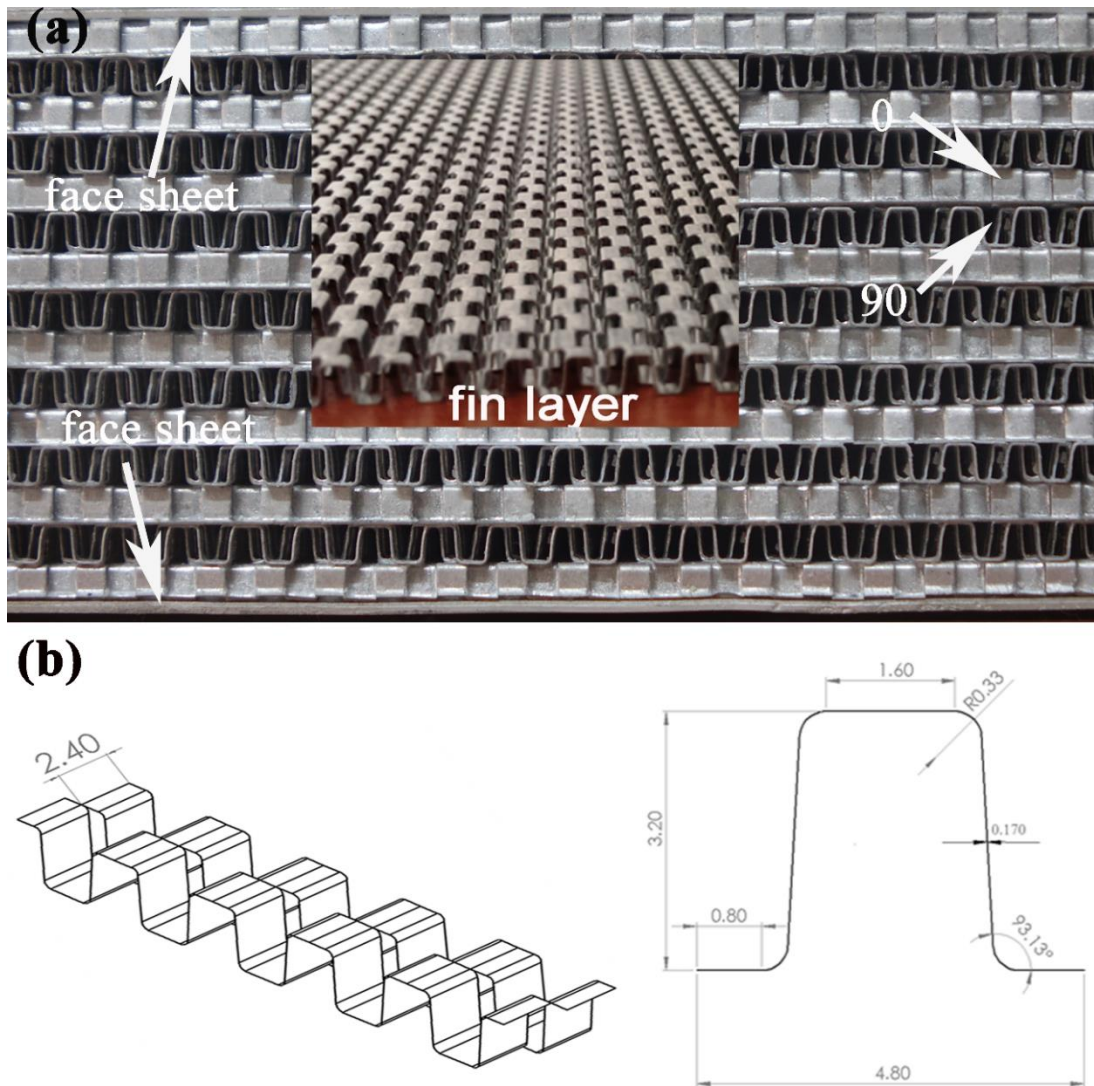 (a)
face sheet
0
90
fin layer
face sheet
(b)
2.40
1.60
R0.33
3.20
0.170
0.80
93.13°
4.80